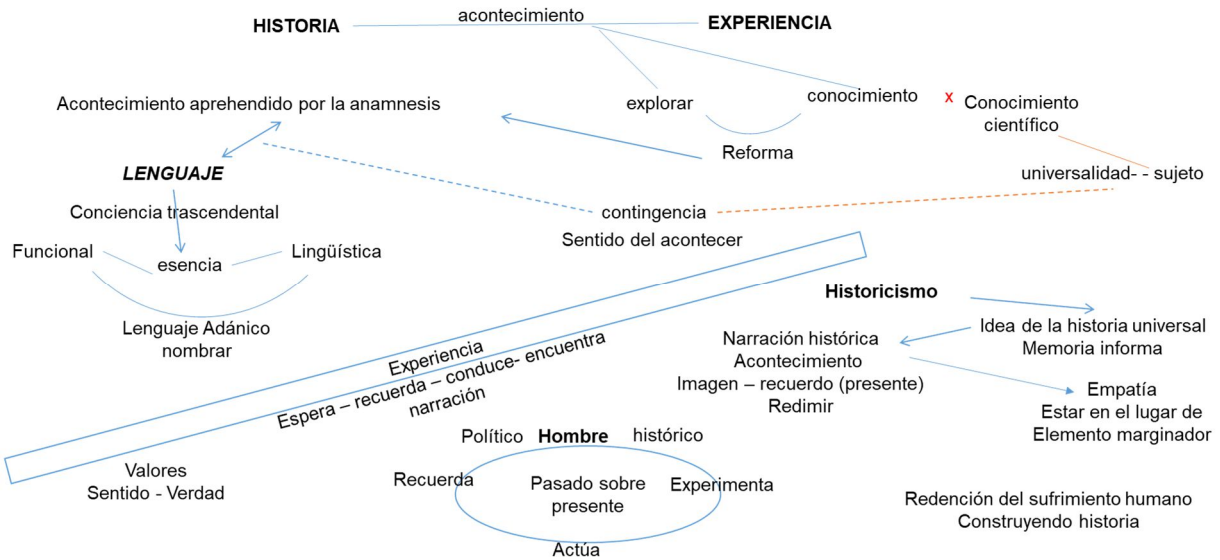 acontecimiento
HISTORIA
EXPERIENCIA
Acontecimiento aprehendido por la anamnesis
explorar
conocimiento
x
Conocimiento
científico
Reforma
LENGUAJE
universalidad- - sujeto
Conciencia trascendental
contingencia
Sentido del acontecer
Funcional
esencia
Lingüística
Lenguaje Adánico
nombrar
Historicismo
Idea de la historia universal
Memoria informa
Narración histórica
Acontecimiento
Imagen – recuerdo (presente)
Redimir
Empatía
Estar en el lugar de
Elemento marginador
Experiencia
Espera – recuerda – conduce- encuentra
narración
Político Hombre histórico
Recuerda
Pasado sobre
presente
Experimenta
Actúa
Valores
Sentido - Verdad
Redención del sufrimiento humano
Construyendo historia